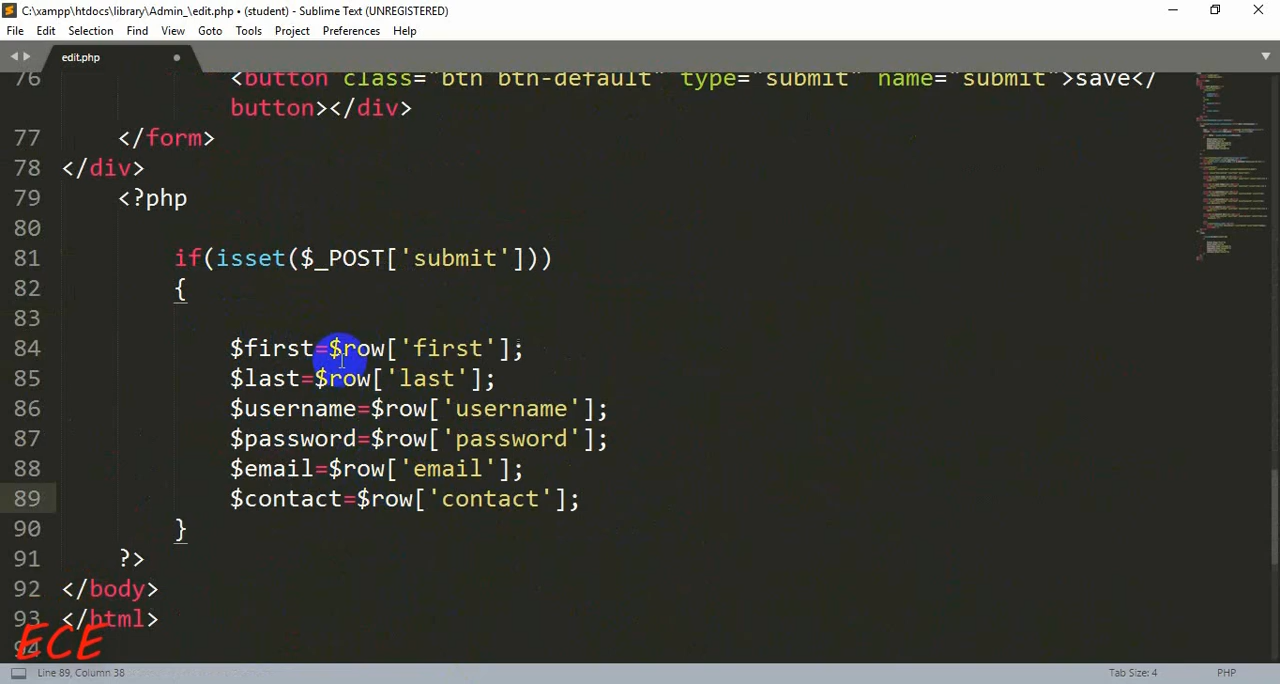 C:\xampp\htdocs\library\Admin_\edit.php • (student) - Sublime Text (UNREGISTERED)
File Edit Selection Find View Goto Tools Project Preferences Help
edit.php
76 <button class="btn btn-default" type="submit" name="submit">save</
button></div>
77 </form>
78 </div>
79 <?php
80
81 if(isset($_POST['submit']))
82 {
83
84 $first=$row['first'];
85 $last=$row['last'];
86 $username=$row['username'];
87 $password=$row['password'];
88 $email=$row['email'];
89 $contact=$row['contact'];
90 }
91 ?>
92 </body>
93 </html>
94
ECE
Line 89, Column 38 Tab Size: 4 PHP